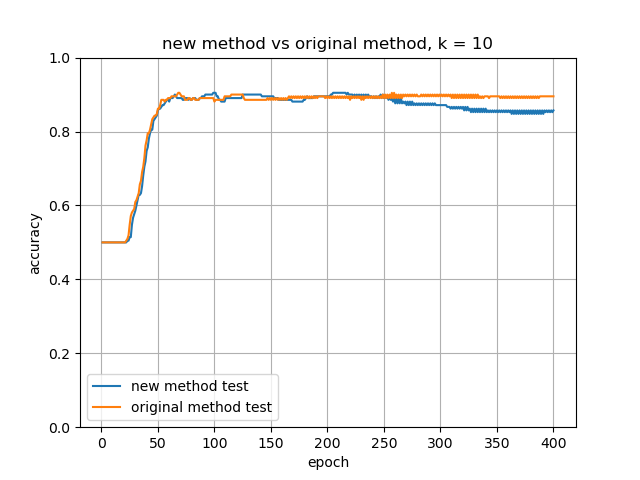 new method vs original method, k = 10
accuracy
1.0
0.8
0.6
0.4
0.2
0.0
new method test
original method test
0 50 100 150 200 250 300 350 400
epoch